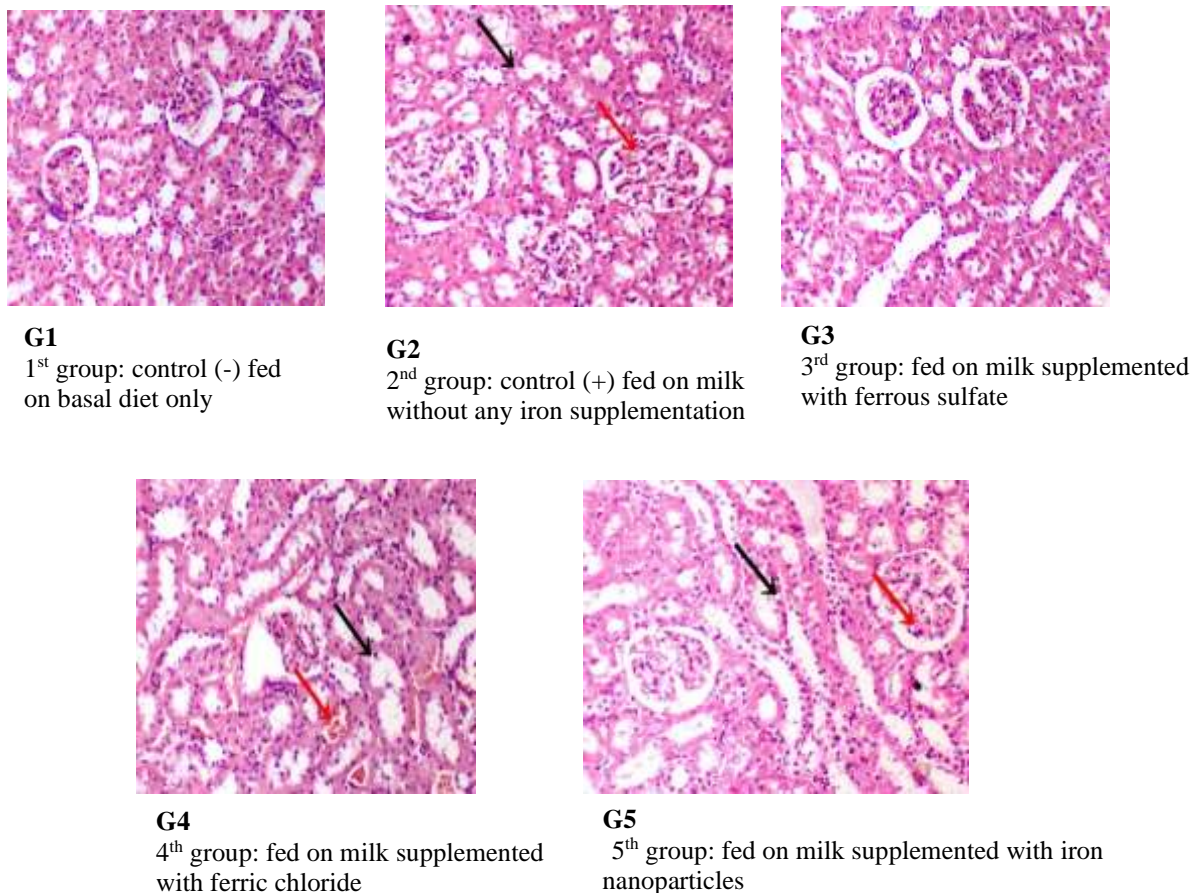 G1
1st group: control (-) fed
on basal diet only
G2
2nd group: control (+) fed on milk
without any iron supplementation
G3
3rd group: fed on milk supplemented
with ferrous sulfate
G4
4th group: fed on milk supplemented
with ferric chloride
G5
5th group: fed on milk supplemented with iron
nanoparticles